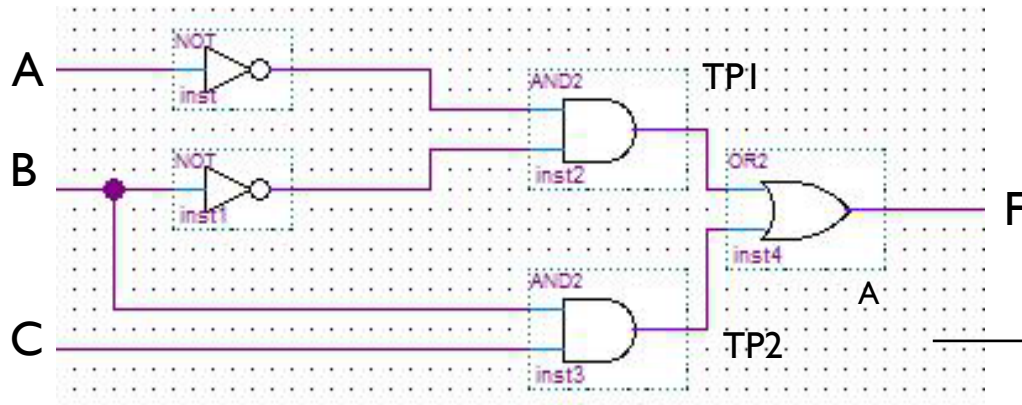 A
NOT
inst
AND2
TP1
B
NOT
inst1
inst2
OR2
F
inst4
AND2
A
C
TP2
inst3